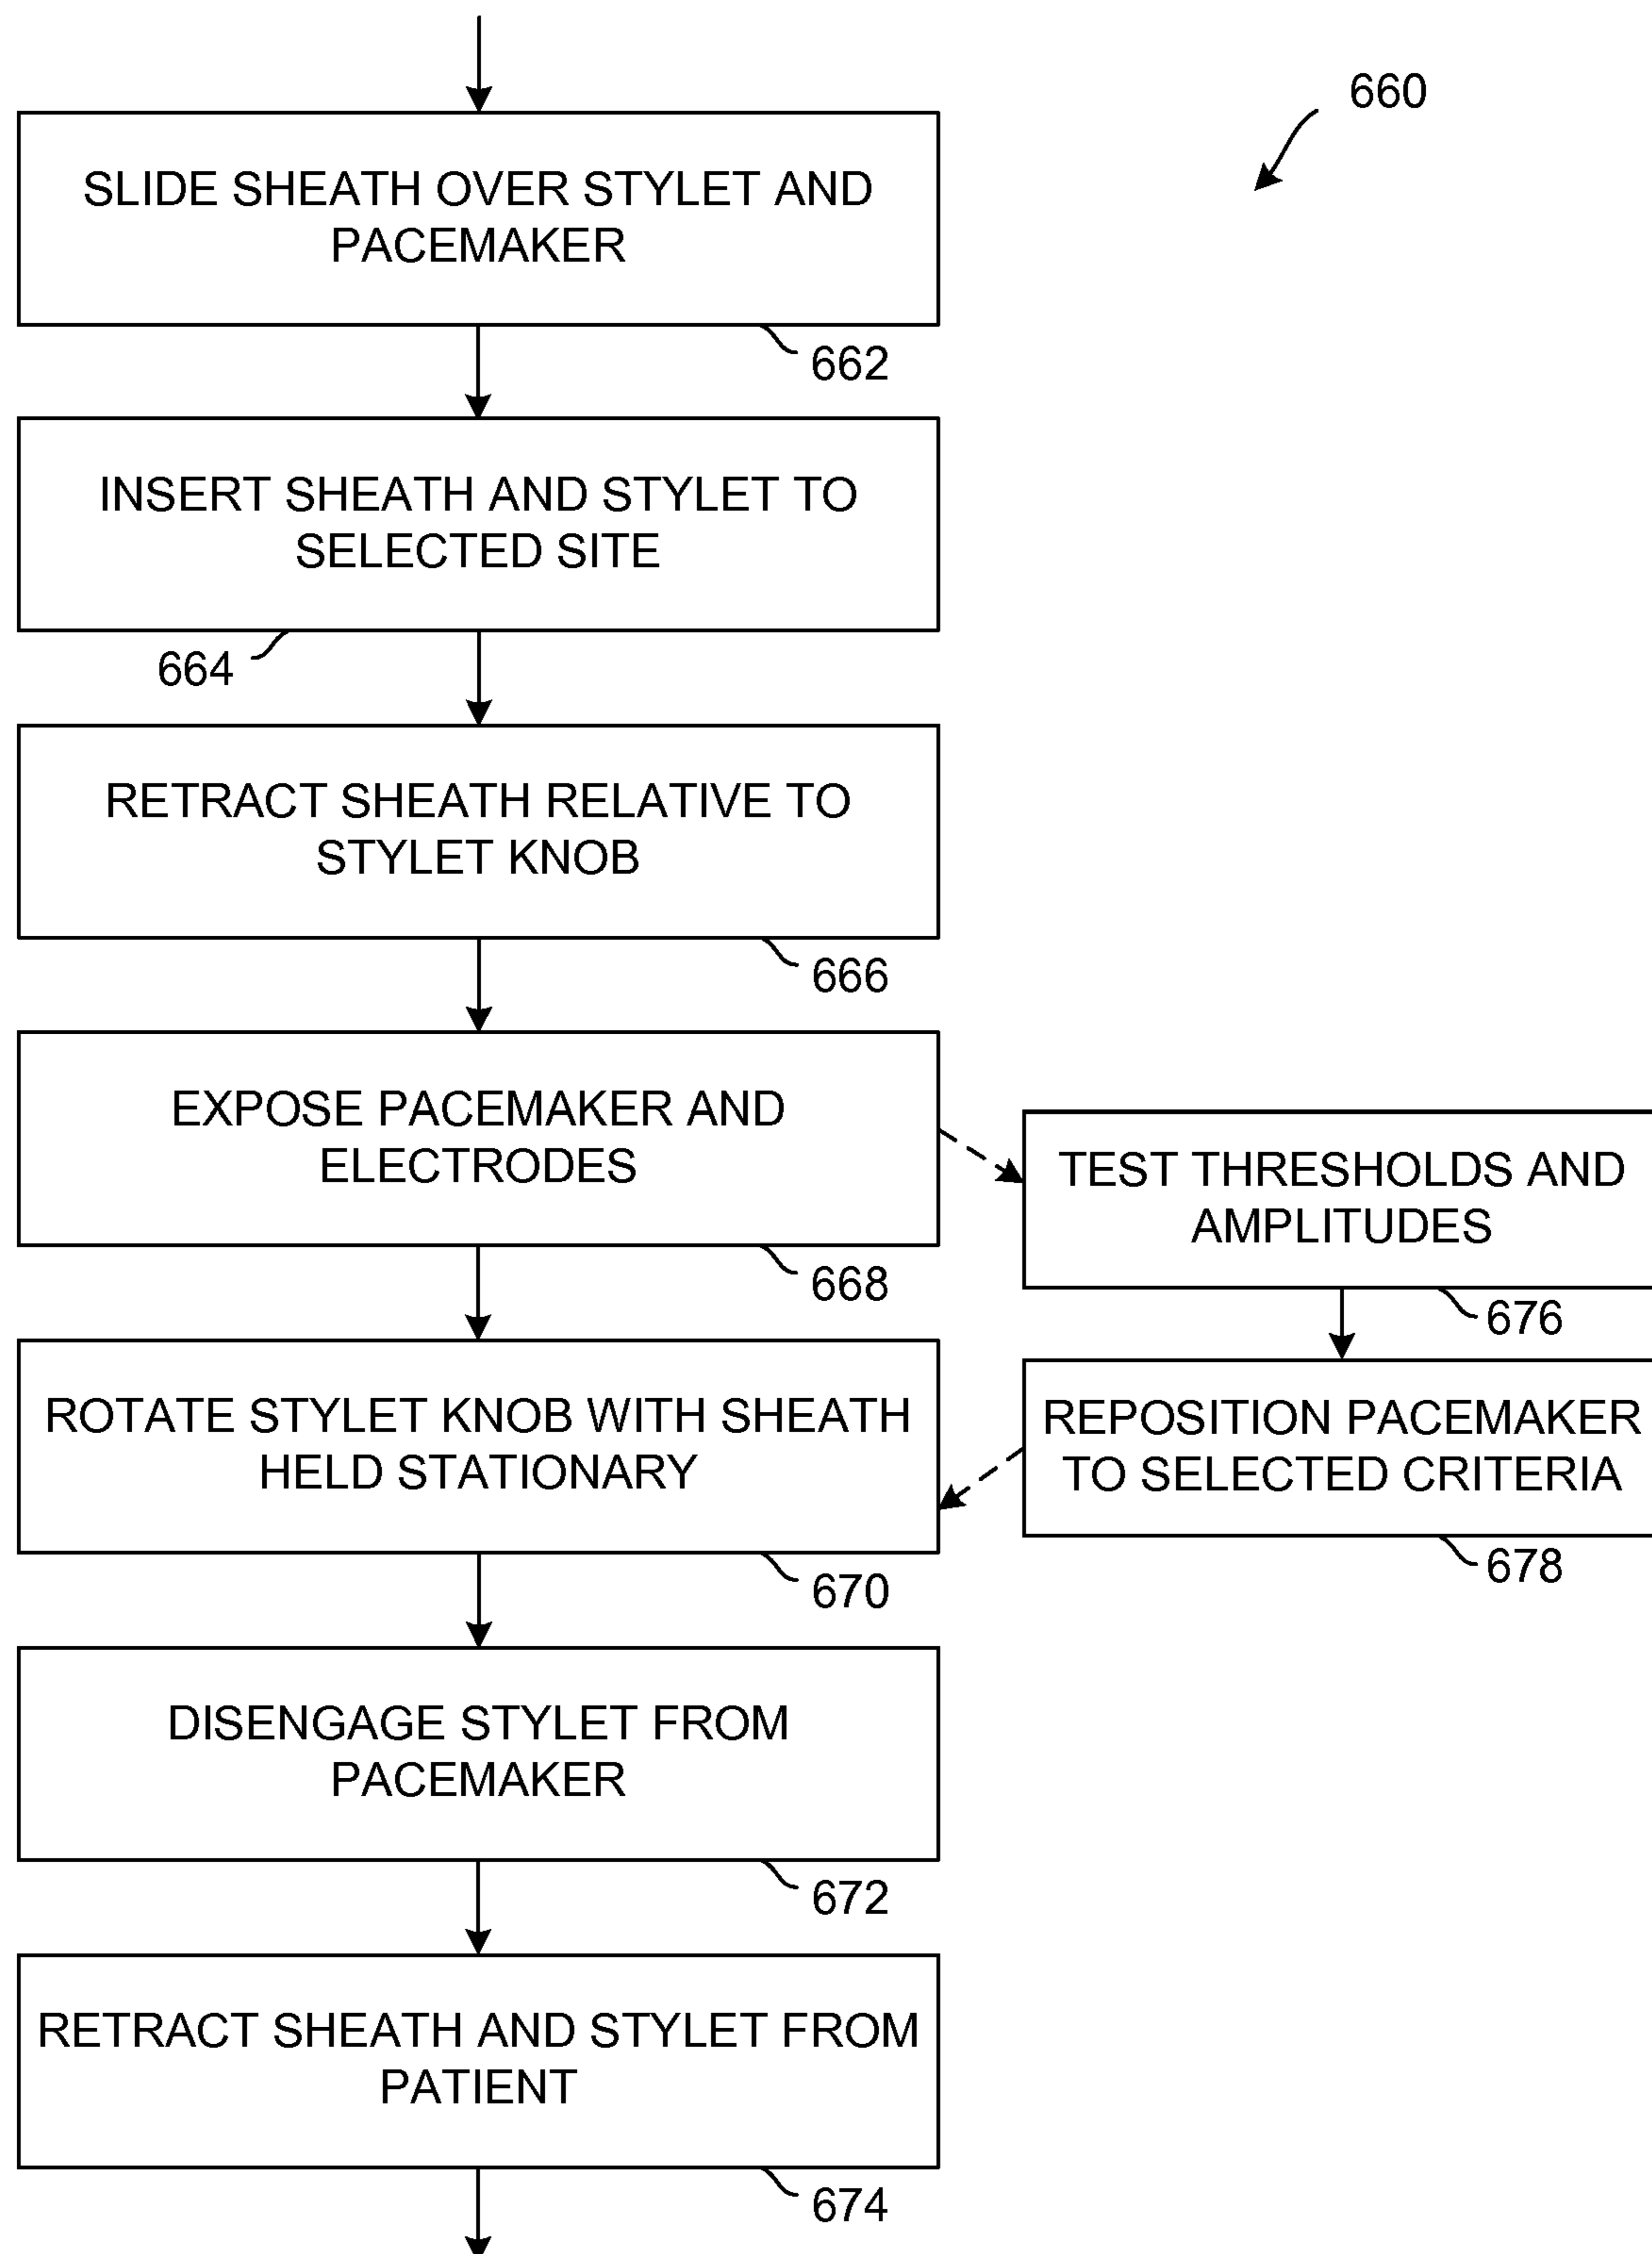 660
SLIDE SHEATH OVER STYLET AND
PACEMAKER
662
INSERT SHEATH AND STYLET TO
SELECTED SITE
664
RETRACT SHEATH RELATIVE TO
STYLET KNOB
666
EXPOSE PACEMAKER AND
ELECTRODES
668
TEST THRESHOLDS AND
AMPLITUDES
676
REPOSITION PACEMAKER
TO SELECTED CRITERIA
678
ROTATE STYLET KNOB WITH SHEATH
HELD STATIONARY
670
DISENGAGE STYLET FROM
PACEMAKER
672
RETRACT SHEATH AND STYLET FROM
PATIENT
674